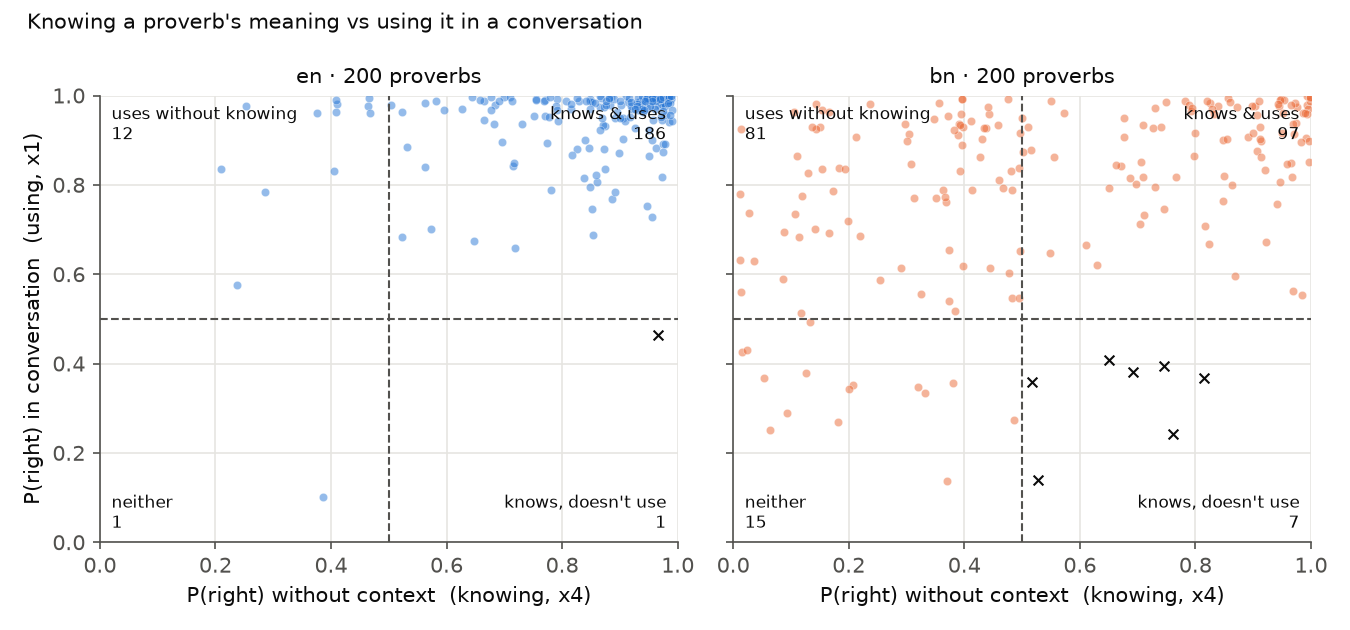 Knowing a proverb's meaning vs using it in a conversation
en · 200 proverbs
bn · 200 proverbs
P(right) in conversation (using, x1)
1.0
0.8
0.6
0.4
0.2
0.0
uses without knowing
12
knows & uses
186
neither
1
knows, doesn't use
1
0.0 0.2 0.4 0.6 0.8 1.0
P(right) without context (knowing, x4)
uses without knowing
81
knows & uses
97
neither
15
knows, doesn't use
7
0.0 0.2 0.4 0.6 0.8 1.0
P(right) without context (knowing, x4)